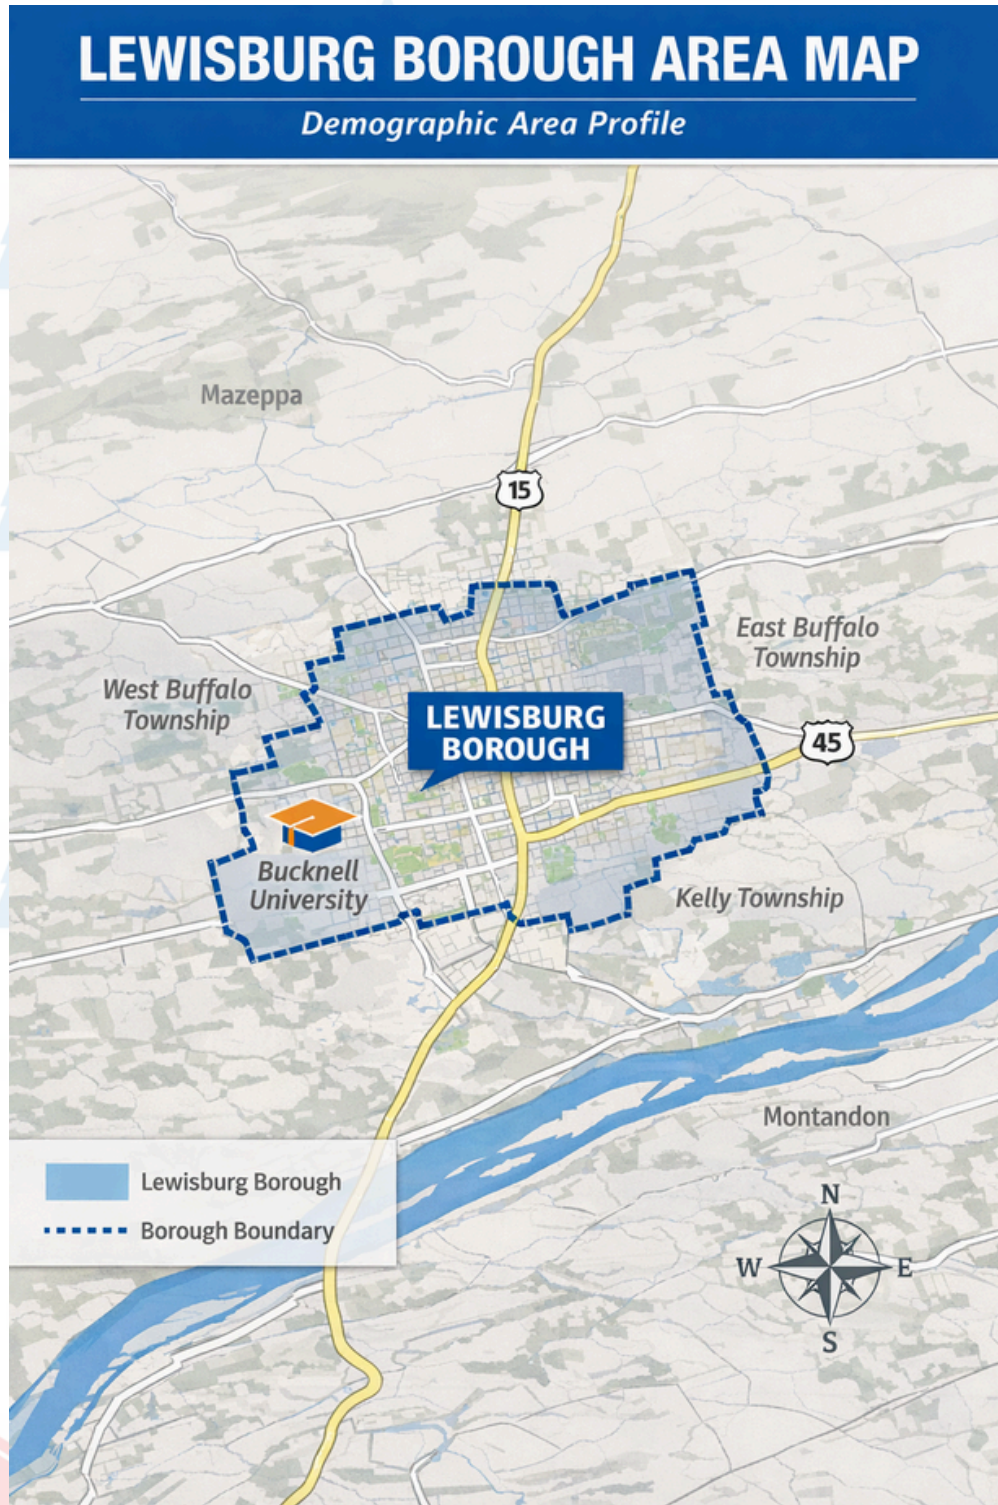 LEWISBURG BOROUGH AREA MAP
Demographic Area Profile
Mazeppa
15
East Buffalo
Township
West Buffalo
Township
LEWISBURG
BOROUGH
45
Bucknell
University
Kelly Township
Montandon
Lewisburg Borough
Borough Boundary
N
W
E
S